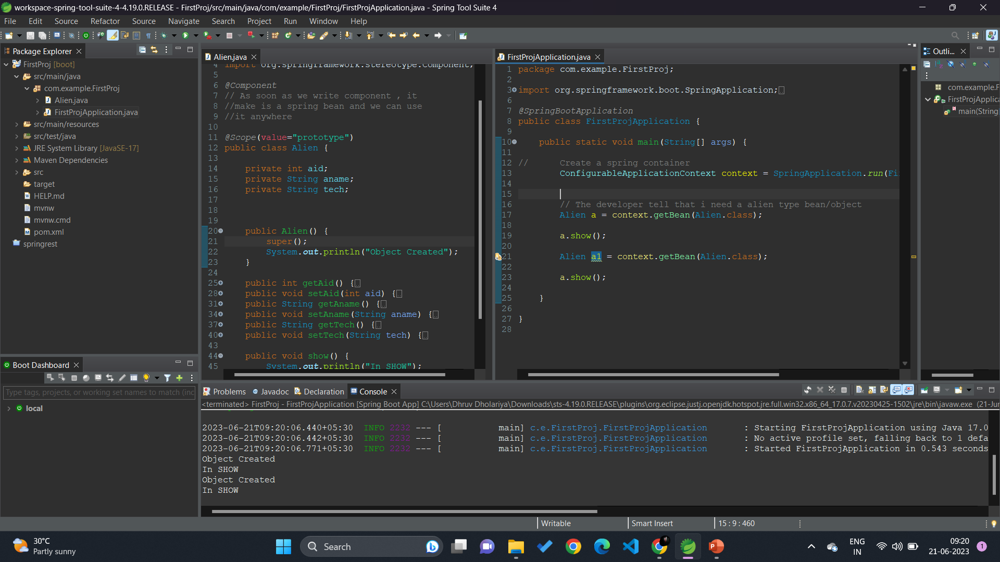 workspace-spring-tool-suite-4-4.19.0.RELEASE - FirstProj/src/main/java/com/example/FirstProj/FirstProjApplication.java - Spring Tool Suite 4
File Edit Source Refactor Source Navigate Search Project Run Window Help
Package Explorer
FirstProj [boot]
src/main/java
com.example.FirstProj
Alien.java
FirstProjApplication.java
src/main/resources
src/test/java
JRE System Library [JavaSE-17]
Maven Dependencies
src
target
HELP.md
mvnw
mvnw.cmd
pom.xml
springrest
Boot Dashboard
Type tags, projects, or working set names to match (inc
local
Alien.java
4 import org.springframework.stereotype.Component;
5
6 @Component
7 // As soon as we write component , it
8 //make is a spring bean and we can use
9 //it anywhere
10
11 @Scope(value="prototype")
12 public class Alien {
13
14 private int aid;
15 private String aname;
16 private String tech;
17
18
19
20 public Alien() {
21 super();
22 System.out.println("Object Created");
23 }
24
25 public int getAid() {
28 public void setAid(int aid) {
31 public String getAname() {
34 public void setAname(String aname) {
37 public String getTech() {
40 public void setTech(String tech) {
43
44 public void show() {
45 System.out.println("In SHOW");
FirstProjApplication.java
1 package com.example.FirstProj;
2
3 import org.springframework.boot.SpringApplication;
6
7 @SpringBootApplication
8 public class FirstProjApplication {
9
10 public static void main(String[] args) {
11
12 // Create a spring container
13 ConfigurableApplicationContext context = SpringApplication.run(Fi
14
15
16 // The developer tell that i need a alien type bean/object
17 Alien a = context.getBean(Alien.class);
18
19 a.show();
20
21 Alien a1 = context.getBean(Alien.class);
22
23 a.show();
24
25 }
26
27 }
28
Outli...
com.example.F
FirstProjApplica
main(String
Problems Javadoc Declaration Console
<terminated> FirstProj - FirstProjApplication [Spring Boot App] C:\Users\Dhruv Dholariya\Downloads\sts-4.19.0.RELEASE\plugins\org.eclipse.justj.openjdk.hotspot.jre.full.win32.x86_64_17.0.7.v20230425-1502\jre\bin\javaw.exe (21-Jur
2023-06-21T09:20:06.440+05:30 INFO 2232 --- [ main] c.e.FirstProj.FirstProjApplication : Starting FirstProjApplication using Java 17.0
2023-06-21T09:20:06.442+05:30 INFO 2232 --- [ main] c.e.FirstProj.FirstProjApplication : No active profile set, falling back to 1 defa
2023-06-21T09:20:06.771+05:30 INFO 2232 --- [ main] c.e.FirstProj.FirstProjApplication : Started FirstProjApplication in 0.543 seconds
Object Created
In SHOW
Object Created
In SHOW
Writable Smart Insert 15 : 9 : 460
30°C
Partly sunny
Search
ENG
IN
09:20
21-06-2023
1